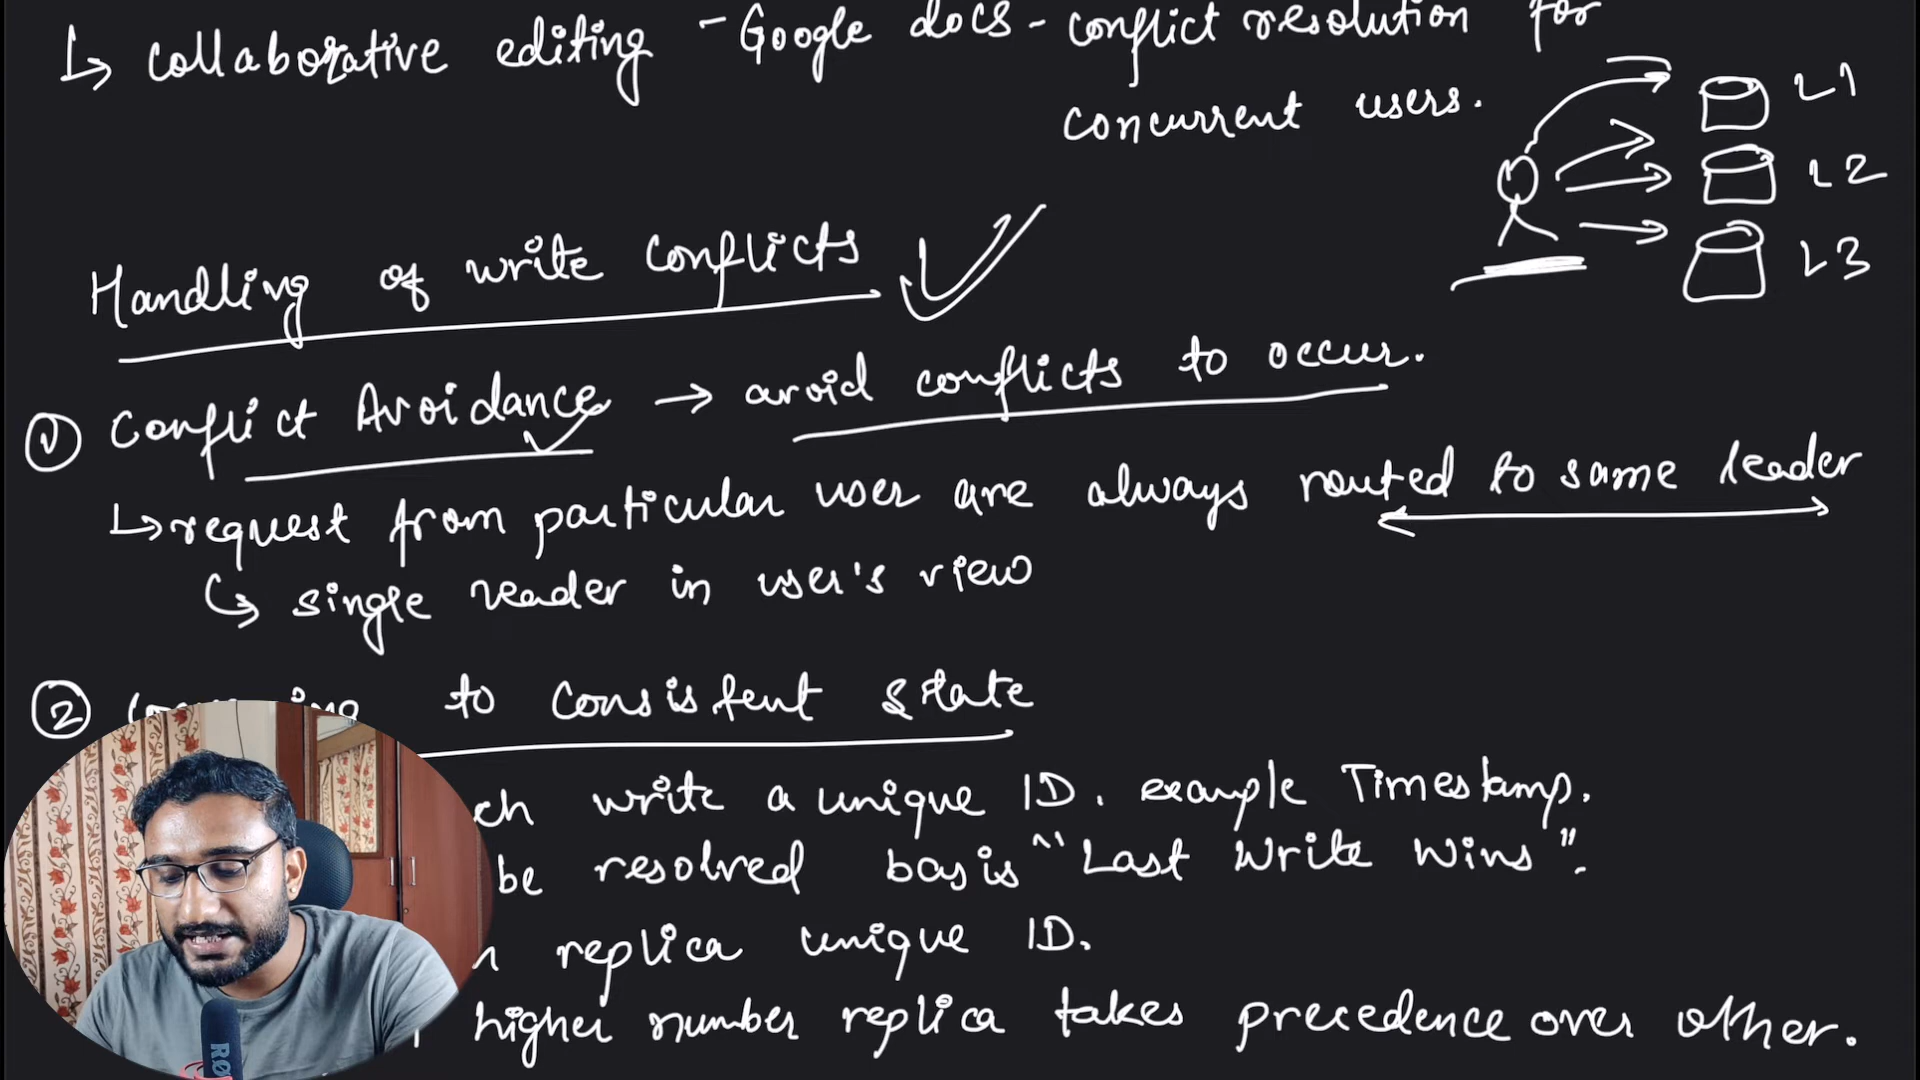 ↳ collaborative editing - Google docs - conflict resolution for
concurrent users.
L1
L2
L3
Handling of write conflicts
① Conflict Avoidance → avoid conflicts to occur.
↳ request from particular user are always routed to same leader
↳ single leader in user's view
② to consistent state
write a unique ID. example Timestamp.
be resolved basis "Last Write Wins".
replica unique ID.
higher number replica takes precedence over other.
RØ